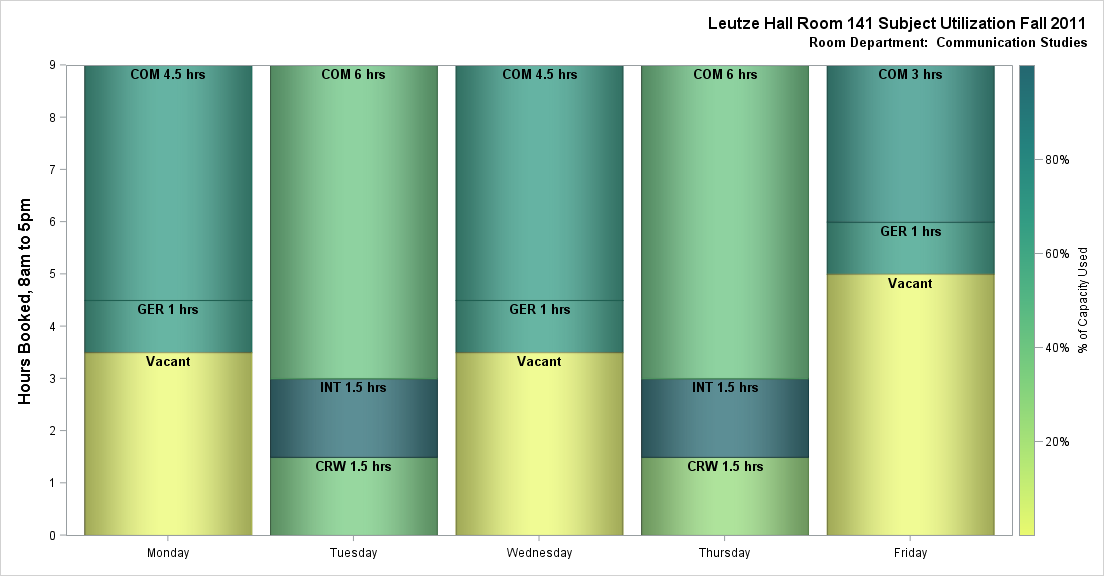 Leutze Hall Room 141 Subject Utilization Fall 2011
Room Department:  Communication Studies
Hours Booked, 8am to 5pm
9
8
7
6
5
4
3
2
1
0
COM 4.5 hrs
GER 1 hrs
Vacant
COM 6 hrs
INT 1.5 hrs
CRW 1.5 hrs
COM 4.5 hrs
GER 1 hrs
Vacant
COM 6 hrs
INT 1.5 hrs
CRW 1.5 hrs
COM 3 hrs
GER 1 hrs
Vacant
Monday
Tuesday
Wednesday
Thursday
Friday
80%
60%
40%
20%
% of Capacity Used